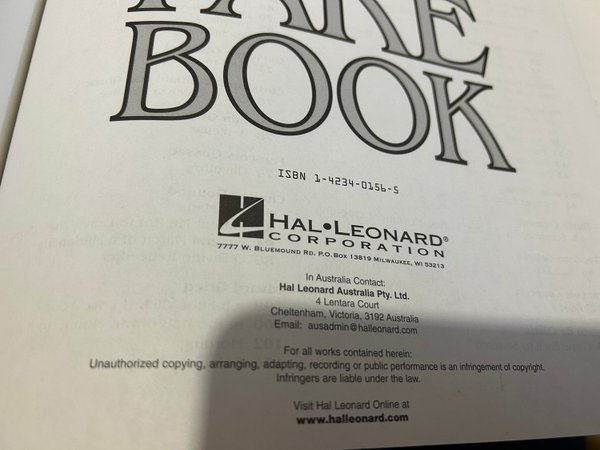 FAKE
BOOK
ISBN 1-4234-0156-5
HAL•LEONARD®
CORPORATION
7777 W. BLUEMOUND RD. P.O. BOX 13819 MILWAUKEE, WI 53213
In Australia Contact:
Hal Leonard Australia Pty. Ltd.
4 Lentara Court
Cheltenham, Victoria, 3192 Australia
Email: ausadmin@halleonard.com
For all works contained herein:
Unauthorized copying, arranging, adapting, recording or public performance is an infringement of copyright.
Infringers are liable under the law.
Visit Hal Leonard Online at
www.halleonard.com